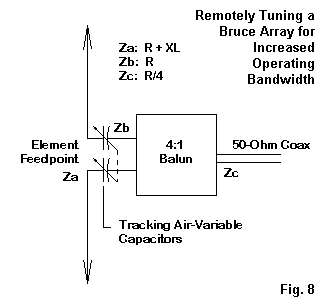 Remotely Tuning a
Bruce Array for
Increased
Operating
Bandwidth
Za: R + XL
Zb: R
Zc: R/4
Zb
Element
Feedpoint
Za
4:1
Balun
50-Ohm Coax
Zc
Tracking Air-Variable
Capacitors
Fig. 8